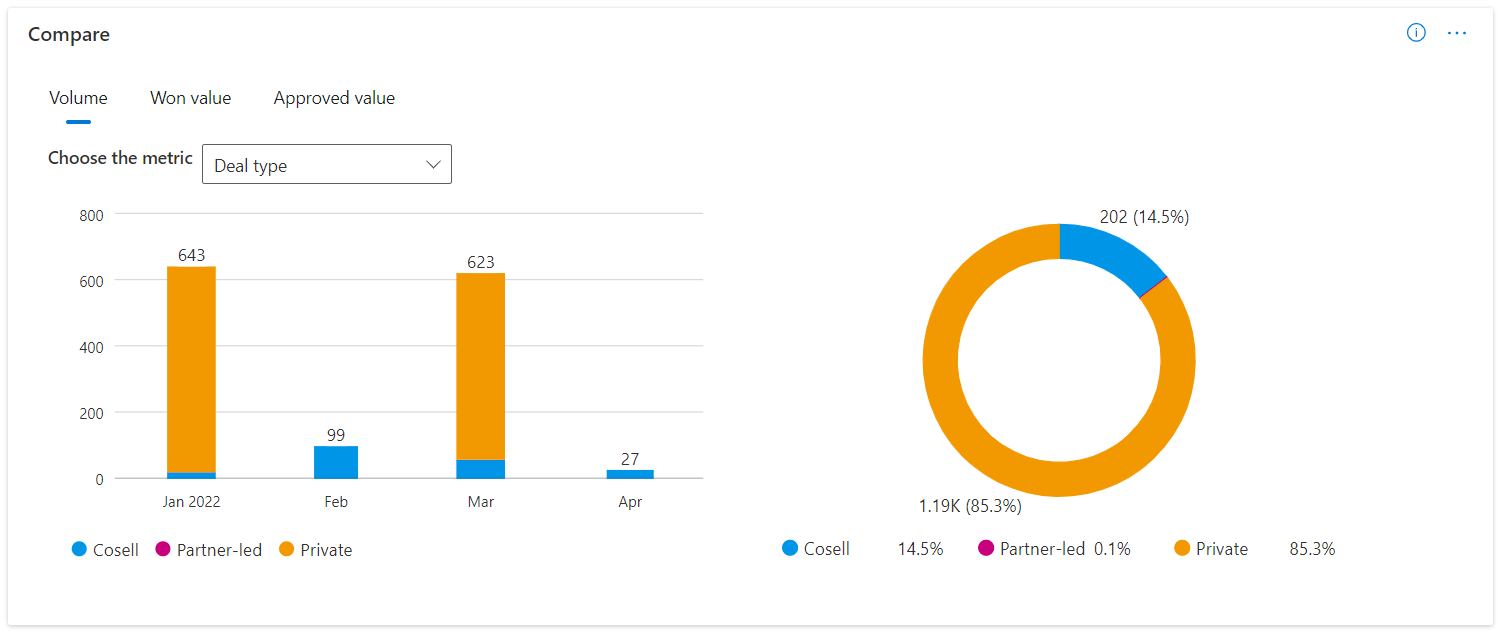 Compare
Volume Won value Approved value
Choose the metric Deal type
800
600
400
200
0
643
99
623
27
Jan 2022 Feb Mar Apr
Cosell Partner-led Private
202 (14.5%)
1.19K (85.3%)
Cosell 14.5% Partner-led 0.1% Private 85.3%